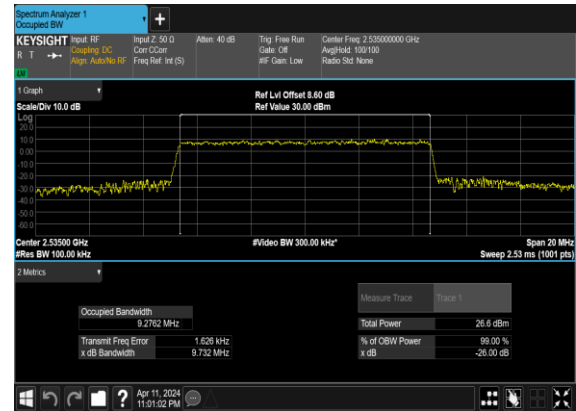 Spectrum Analyzer 1
Occupied BW
KEYSIGHT Input: RF Input Z: 50 Ω Atten: 40 dB Trig: Free Run Center Freq: 2.535000000 GHz
R T Coupling: DC Corr CCorr Gate: Off Avg|Hold: 100/100
Align: Auto/No RF Freq Ref: Int (S) #IF Gain: Low Radio Std: None
LXI
1 Graph
Ref Lvl Offset 8.60 dB
Scale/Div 10.0 dB Ref Value 30.00 dBm
Log
20.0
10.0
0.00
-10.0
-20.0
-30.0
-40.0
-50.0
-60.0
Center 2.53500 GHz #Video BW 300.00 kHz* Span 20 MHz
#Res BW 100.00 kHz Sweep 2.53 ms (1001 pts)
2 Metrics
Measure Trace Trace 1
Occupied Bandwidth
9.2762 MHz Total Power 26.6 dBm
Transmit Freq Error 1.626 kHz % of OBW Power 99.00 %
x dB Bandwidth 9.732 MHz x dB -26.00 dB
? Apr 11, 2024
11:01:02 PM